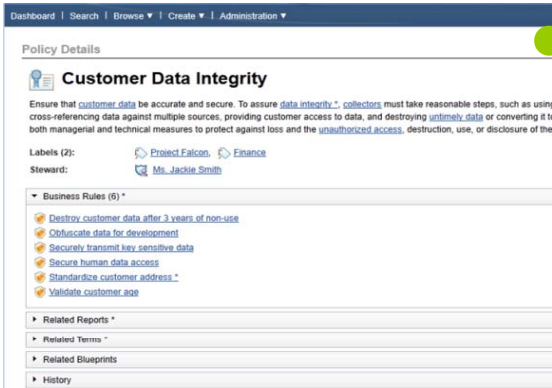 Dashboard | Search | Browse ▼ | Create ▼ | Administration ▼
Policy Details
Customer Data Integrity
Ensure that customer data be accurate and secure. To assure data integrity *, collectors must take reasonable steps, such as using
cross-referencing data against multiple sources, providing customer access to data, and destroying untimely data or converting it to
both managerial and technical measures to protect against loss and the unauthorized access, destruction, use, or disclosure of the
Labels (2): Project Falcon, Finance
Steward: Ms. Jackie Smith
Business Rules (6) *
Destroy customer data after 3 years of non-use
Obfuscate data for development
Securely transmit key sensitive data
Secure human data access
Standardize customer address *
Validate customer age
Related Reports *
Related Terms *
Related Blueprints
History